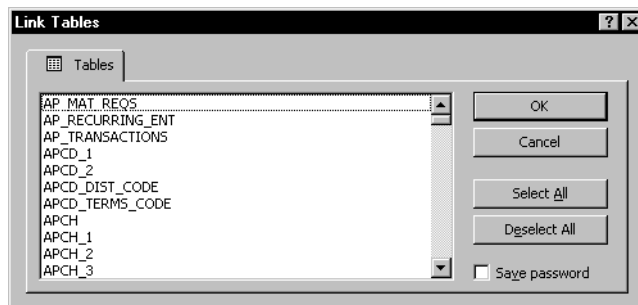 Link Tables
Tables
AP_MAT_REQS
AP_RECURRING_ENT
AP_TRANSACTIONS
APCD_1
APCD_2
APCD_DIST_CODE
APCD_TERMS_CODE
APCH
APCH_1
APCH_2
APCH_3
OK
Cancel
Select All
Deselect All
Save password